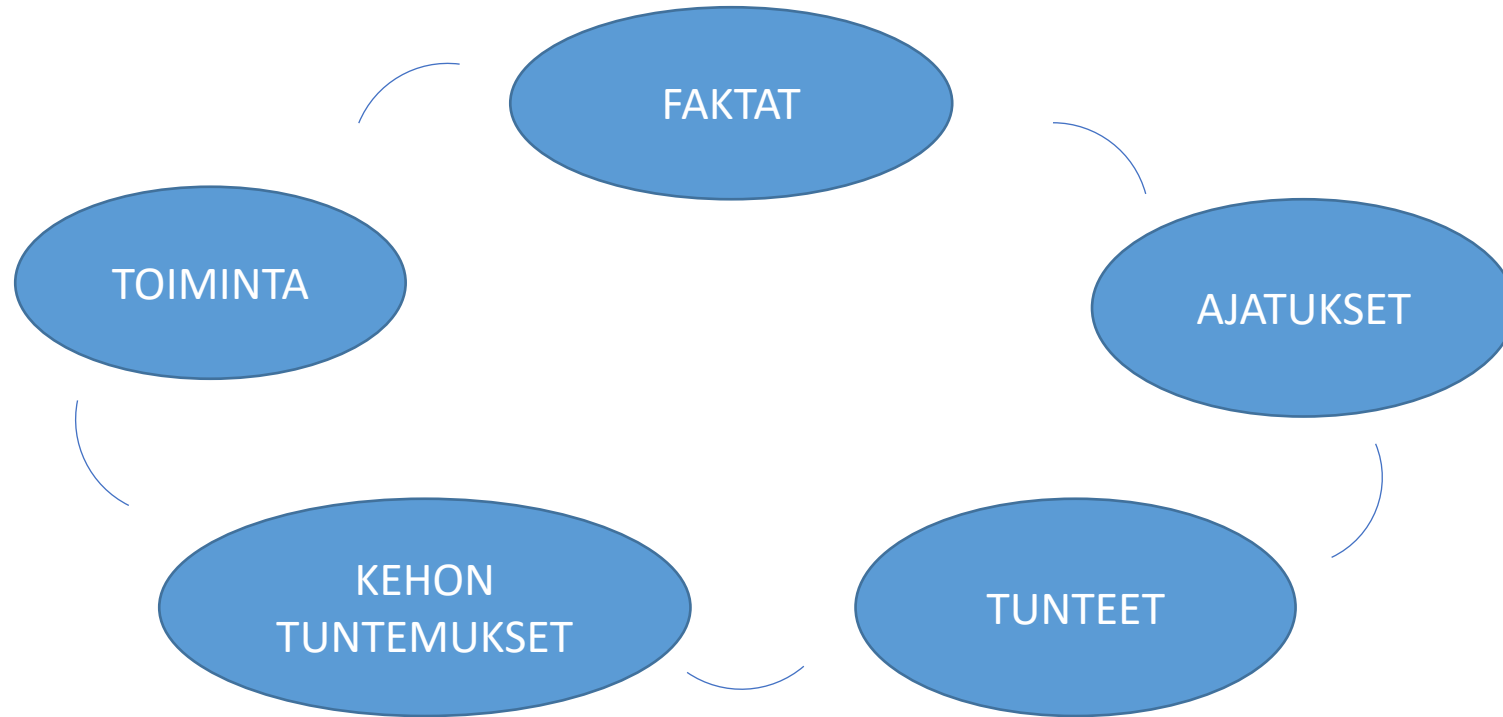 FAKTAT
TOIMINTA
AJATUKSET
KEHON
TUNTEMUKSET
TUNTEET